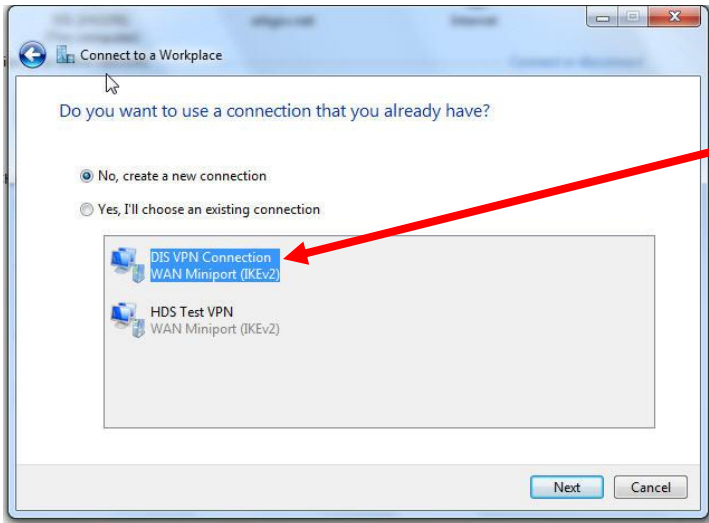 Connect to a Workplace
Do you want to use a connection that you already have?
No, create a new connection
Yes, I'll choose an existing connection
DIS VPN Connection
WAN Miniport (IKEv2)
HDS Test VPN
WAN Miniport (IKEv2)
Next
Cancel